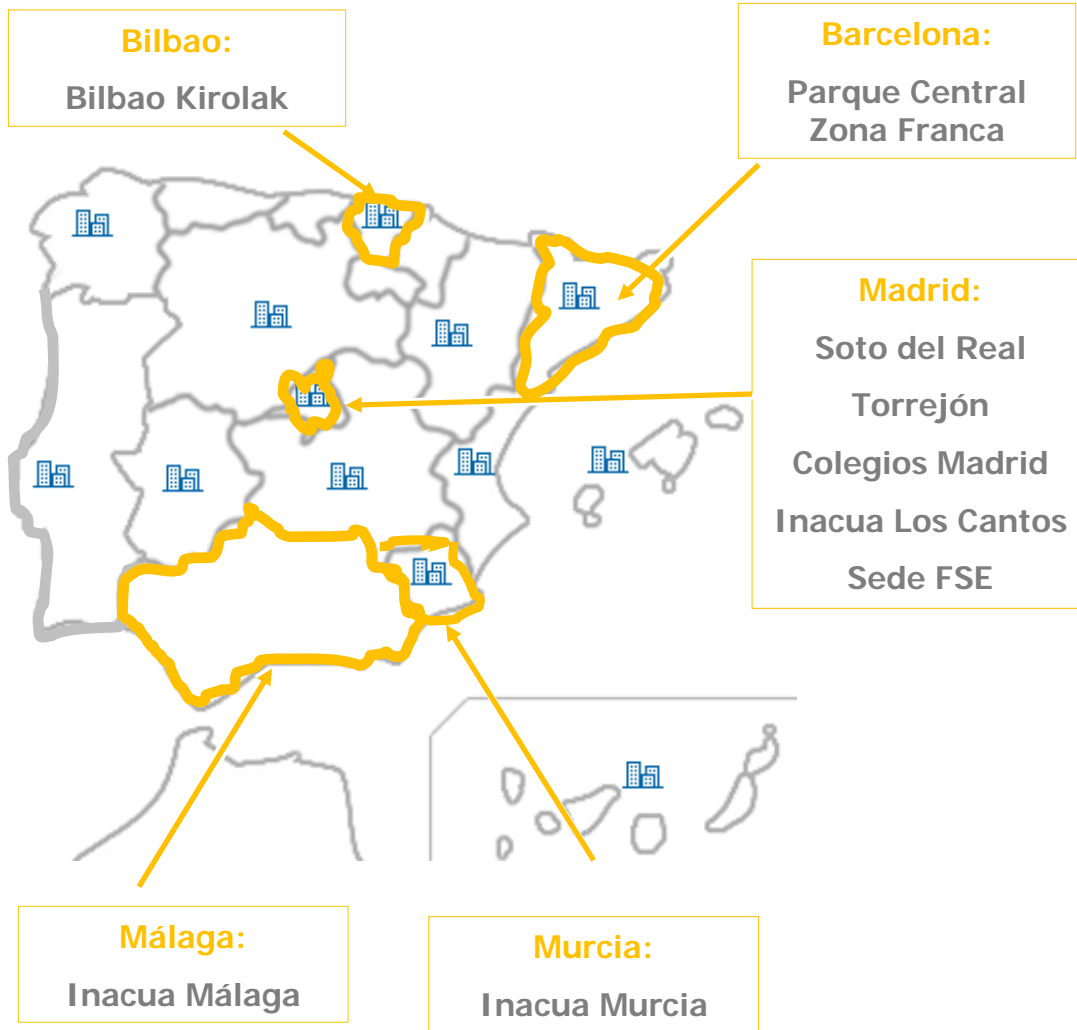 Bilbao:
Bilbao Kirolak
Barcelona:
Parque Central
Zona Franca
Madrid:
Soto del Real
Torrejón
Colegios Madrid
Inacua Los Cantos
Sede FSE
Málaga:
Inacua Málaga
Murcia:
Inacua Murcia